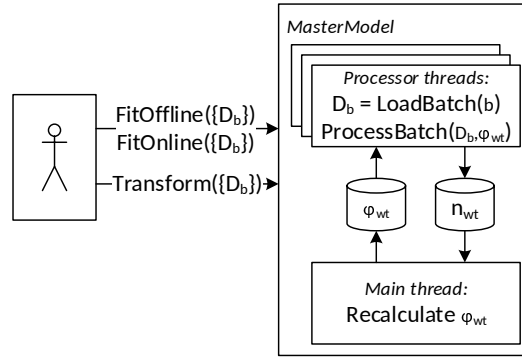 MasterModel
Processor threads:
D_b = LoadBatch(b)
ProcessBatch(D_b,φ_wt)
FitOffline({D_b})
FitOnline({D_b})
Transform({D_b})
φ_wt
n_wt
Main thread:
Recalculate φ_wt